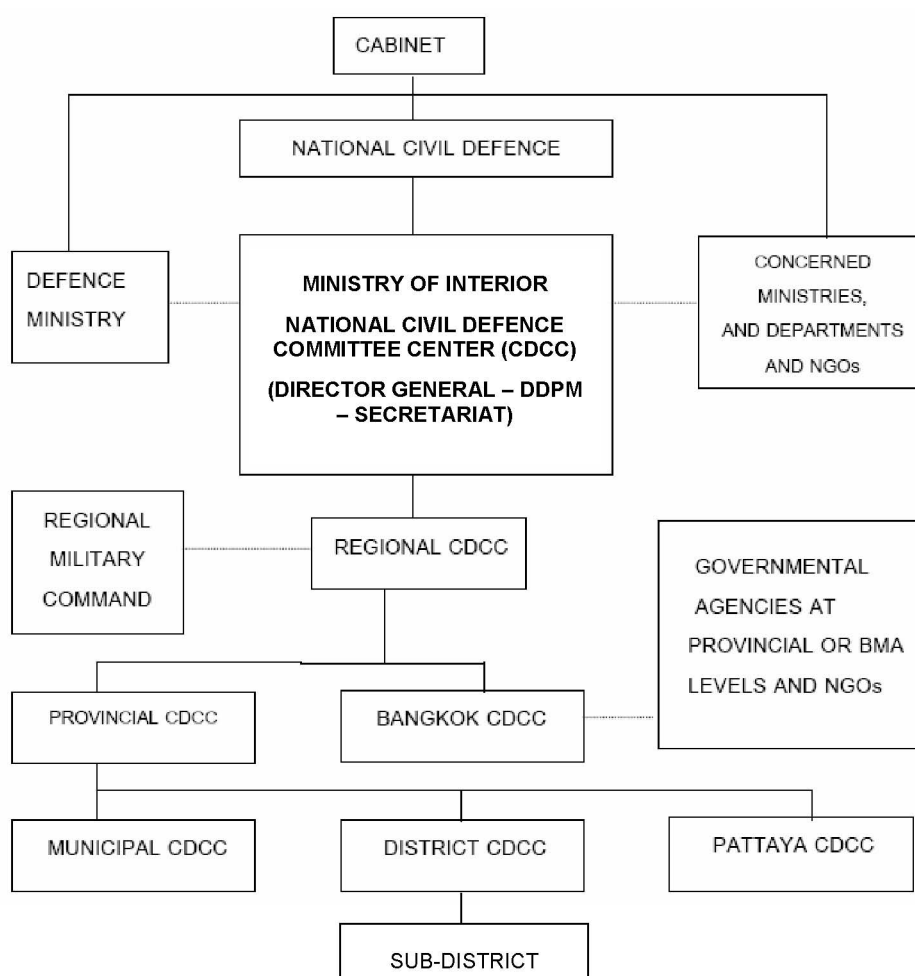 CABINET
NATIONAL CIVIL DEFENCE
DEFENCE
MINISTRY
MINISTRY OF INTERIOR
NATIONAL CIVIL DEFENCE
COMMITTEE CENTER (CDCC)
(DIRECTOR GENERAL – DDPM
– SECRETARIAT)
CONCERNED
MINISTRIES,
AND DEPARTMENTS
AND NGOs
REGIONAL
MILITARY
COMMAND
REGIONAL CDCC
GOVERNMENTAL
AGENCIES AT
PROVINCIAL OR BMA
LEVELS AND NGOs
PROVINCIAL CDCC
BANGKOK CDCC
MUNICIPAL CDCC
DISTRICT CDCC
PATTAYA CDCC
SUB-DISTRICT